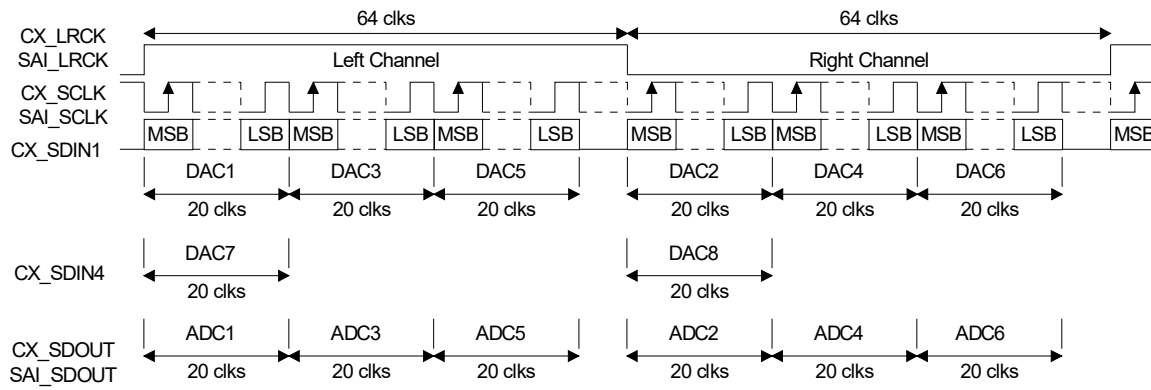 64 clks 64 clks
CX_LRCK
SAI_LRCK Left Channel Right Channel
CX_SCLK
SAI_SCLK
MSB LSB MSB LSB MSB LSB MSB LSB MSB LSB MSB LSB MSB
CX_SDIN1
DAC1 DAC3 DAC5 DAC2 DAC4 DAC6
20 clks 20 clks 20 clks 20 clks 20 clks 20 clks
DAC7 DAC8
CX_SDIN4
20 clks 20 clks
ADC1 ADC3 ADC5 ADC2 ADC4 ADC6
CX_SDOUT
20 clks 20 clks 20 clks 20 clks 20 clks 20 clks
SAI_SDOUT